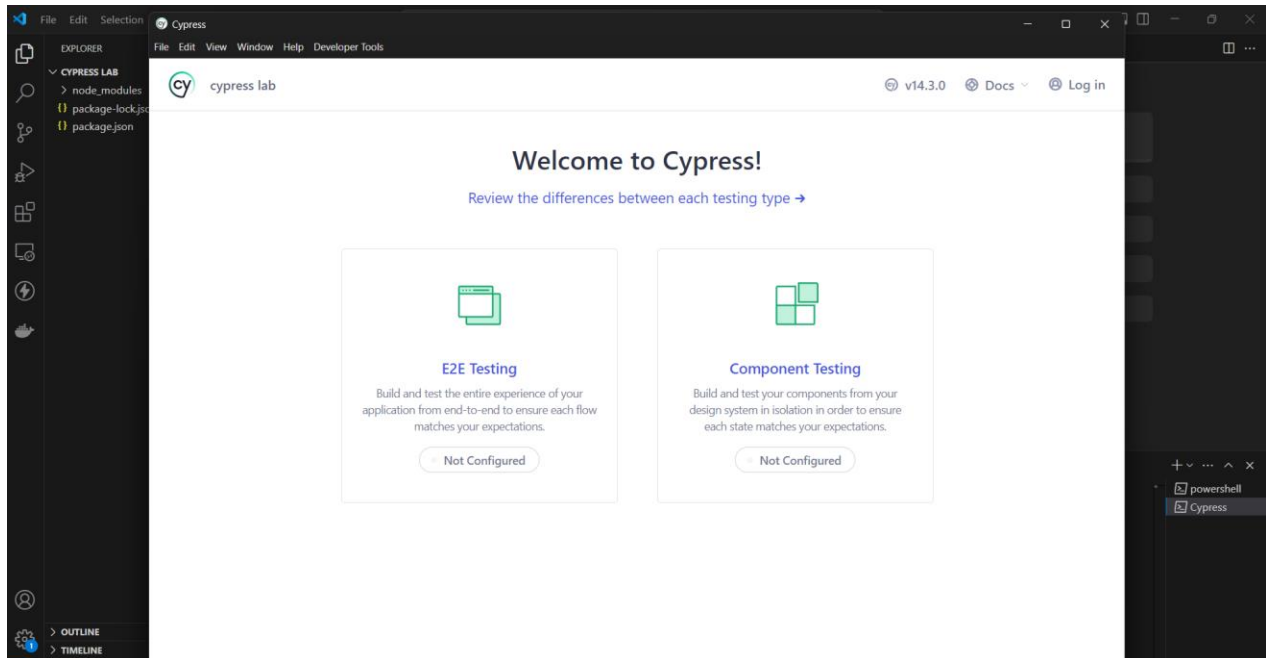 File Edit Selection
Cypress
EXPLORER
File Edit View Window Help Developer Tools
CYPRESS LAB
node_modules
package-lock.jso
package.json
cy cypress lab
v14.3.0 Docs Log in
Welcome to Cypress!
Review the differences between each testing type →
E2E Testing
Build and test the entire experience of your
application from end-to-end to ensure each flow
matches your expectations.
Not Configured
Component Testing
Build and test your components from your
design system in isolation in order to ensure
each state matches your expectations.
Not Configured
powershell
Cypress
OUTLINE
TIMELINE
1